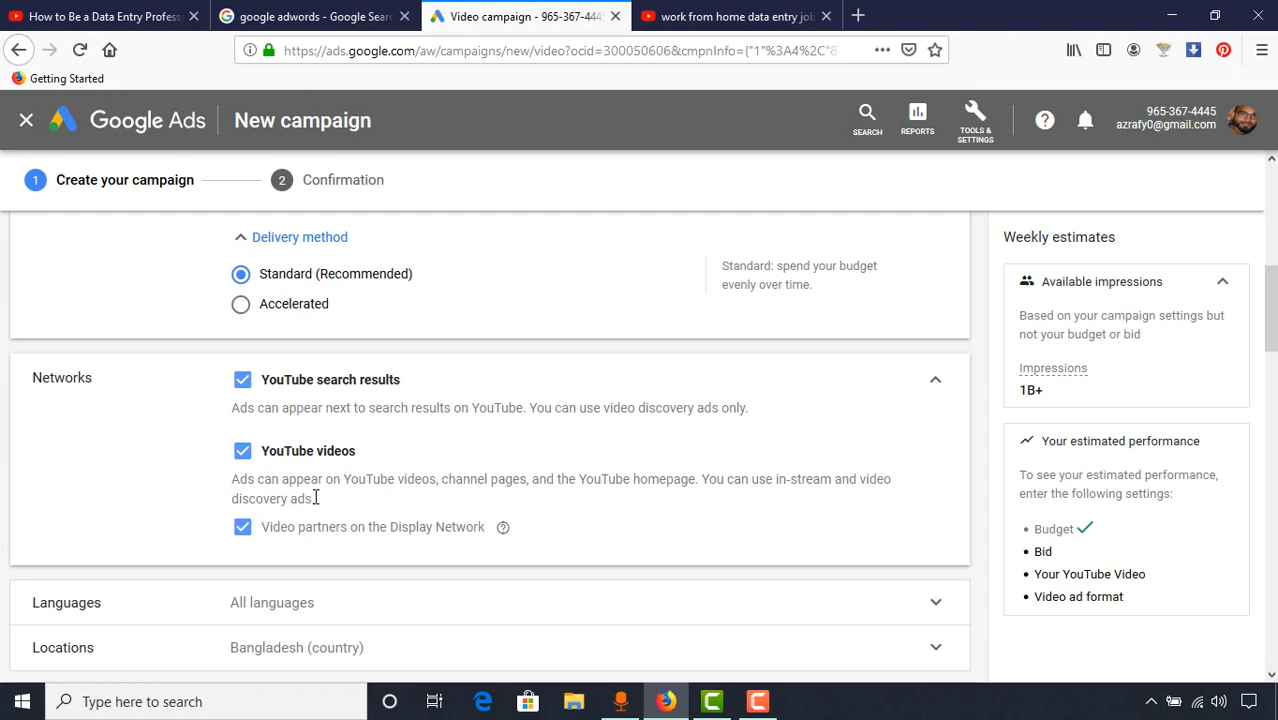 How to Be a Data Entry Profess
google adwords - Google Sear
Video campaign - 965-367-444
work from home data entry job
https://ads.google.com/aw/campaigns/new/video?ocid=300050606&cmpnInfo={"1"%3A4%2C"8"
Getting Started
Google Ads
New campaign
SEARCH
REPORTS
TOOLS &
SETTINGS
965-367-4445
azrafy0@gmail.com
1 Create your campaign
2 Confirmation
Delivery method
Standard (Recommended)
Accelerated
Standard: spend your budget
evenly over time.
Networks
YouTube search results
Ads can appear next to search results on YouTube. You can use video discovery ads only.
YouTube videos
Ads can appear on YouTube videos, channel pages, and the YouTube homepage. You can use in-stream and video
discovery ads.
Video partners on the Display Network
Languages All languages
Locations Bangladesh (country)
Weekly estimates
Available impressions
Based on your campaign settings but
not your budget or bid
Impressions
1B+
Your estimated performance
To see your estimated performance,
enter the following settings:
• Budget
• Bid
• Your YouTube Video
• Video ad format
Type here to search